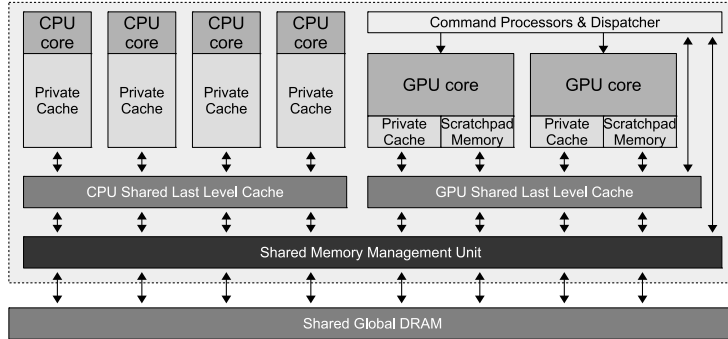 CPU
core
Private
Cache
CPU
core
Private
Cache
CPU
core
Private
Cache
CPU
core
Private
Cache
Command Processors & Dispatcher
GPU core
Private
Cache
Scratchpad
Memory
GPU core
Private
Cache
Scratchpad
Memory
CPU Shared Last Level Cache
GPU Shared Last Level Cache
Shared Memory Management Unit
Shared Global DRAM